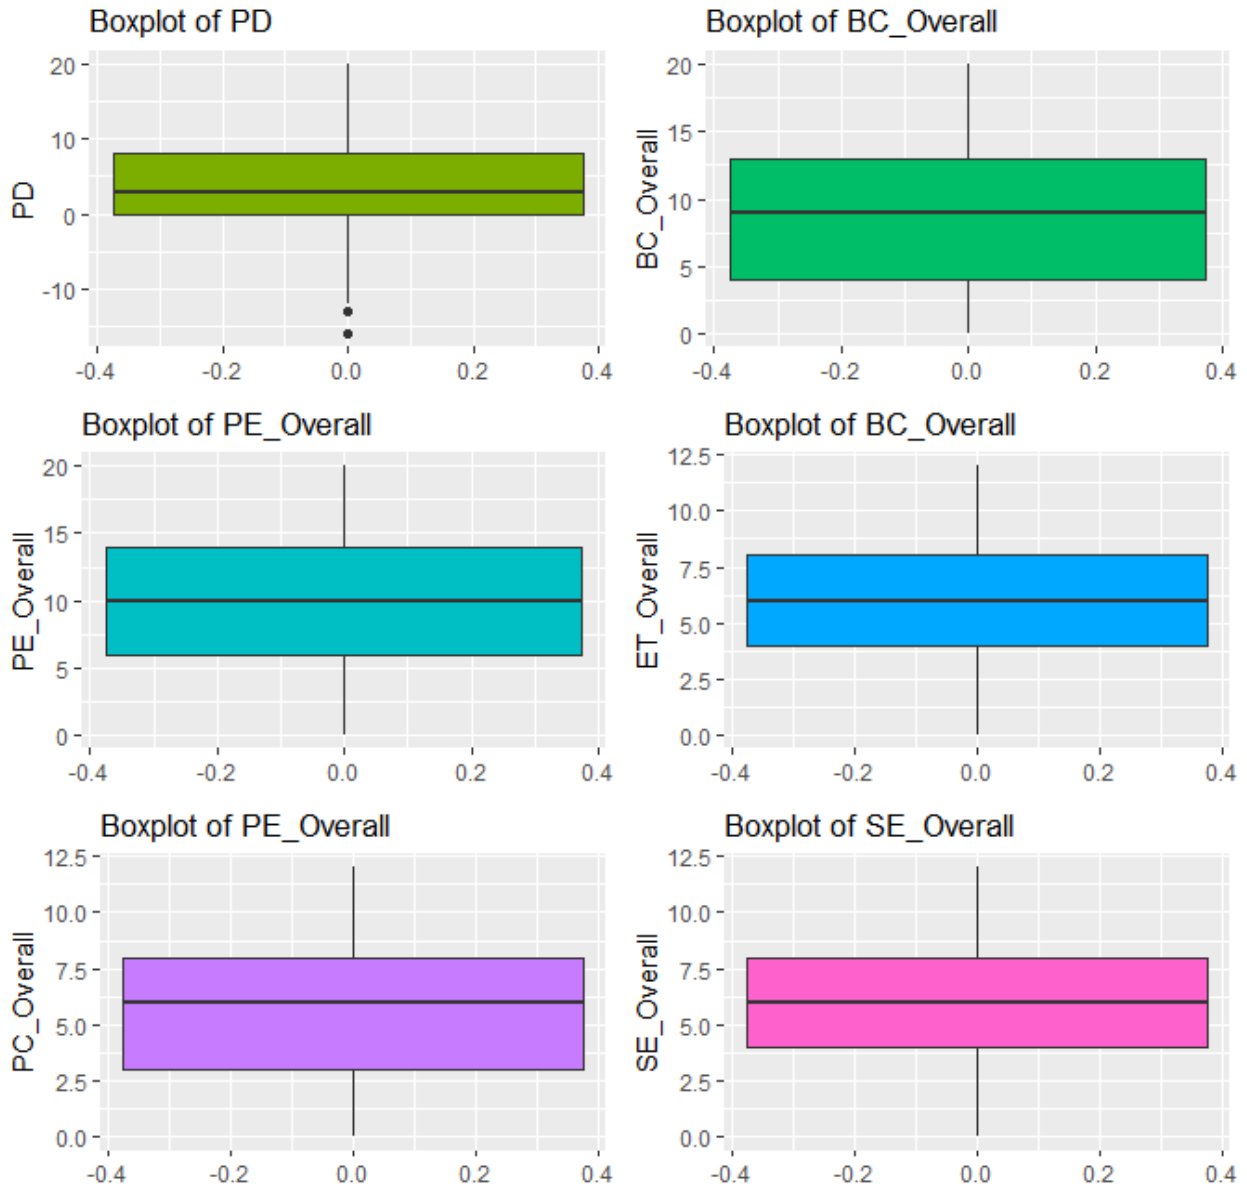 Boxplot of PD
PD
20
10
0
-10
-0.4 -0.2 0.0 0.2 0.4
Boxplot of BC_Overall
BC_Overall
20
15
10
5
0
-0.4 -0.2 0.0 0.2 0.4
Boxplot of PE_Overall
PE_Overall
20
15
10
5
0
-0.4 -0.2 0.0 0.2 0.4
Boxplot of BC_Overall
ET_Overall
12.5
10.0
7.5
5.0
2.5
0.0
-0.4 -0.2 0.0 0.2 0.4
Boxplot of PE_Overall
PC_Overall
12.5
10.0
7.5
5.0
2.5
0.0
-0.4 -0.2 0.0 0.2 0.4
Boxplot of SE_Overall
SE_Overall
12.5
10.0
7.5
5.0
2.5
0.0
-0.4 -0.2 0.0 0.2 0.4